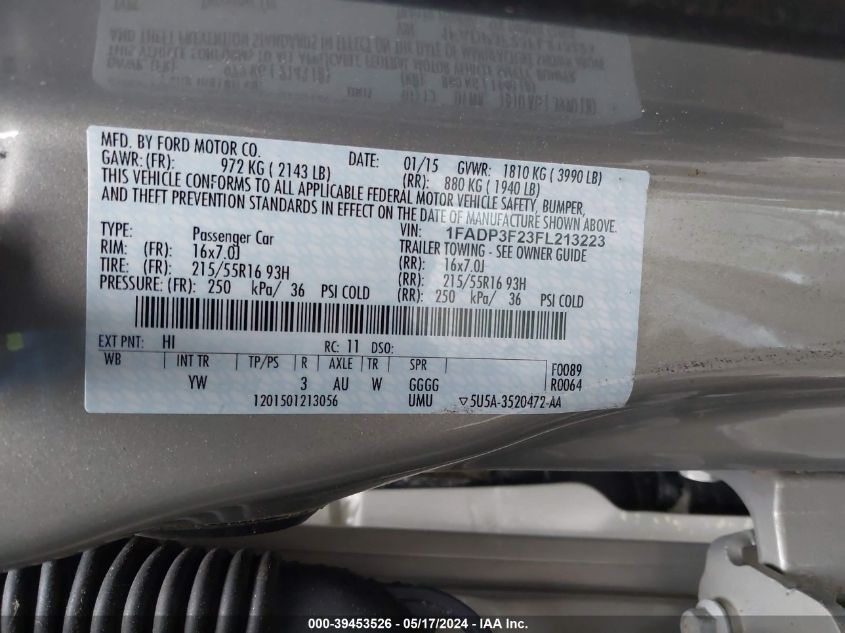 MFD. BY FORD MOTOR CO.
DATE: 01/15 GVWR: 1810 KG ( 3990 LB)
GAWR: (FR): 972 KG ( 2143 LB) (RR): 880 KG ( 1940 LB)
THIS VEHICLE CONFORMS TO ALL APPLICABLE FEDERAL MOTOR VEHICLE SAFETY, BUMPER,
AND THEFT PREVENTION STANDARDS IN EFFECT ON THE DATE OF MANUFACTURE SHOWN ABOVE.
VIN: 1FADP3F23FL213223
TYPE: Passenger Car TRAILER TOWING - SEE OWNER GUIDE
RIM: (FR): 16x7.0J (RR): 16x7.0J
TIRE: (FR): 215/55R16 93H (RR): 215/55R16 93H
PRESSURE: (FR): 250 kPa/ 36 PSI COLD (RR): 250 kPa/ 36 PSI COLD
EXT PNT: HI RC: 11 DSO:
WB INT TR TP/PS R AXLE TR SPR F0089
YW 3 AU W GGGG R0064
1201501213056 UMU ▽5U5A-3520472-AA
000-39453526 - 05/17/2024 - IAA Inc.